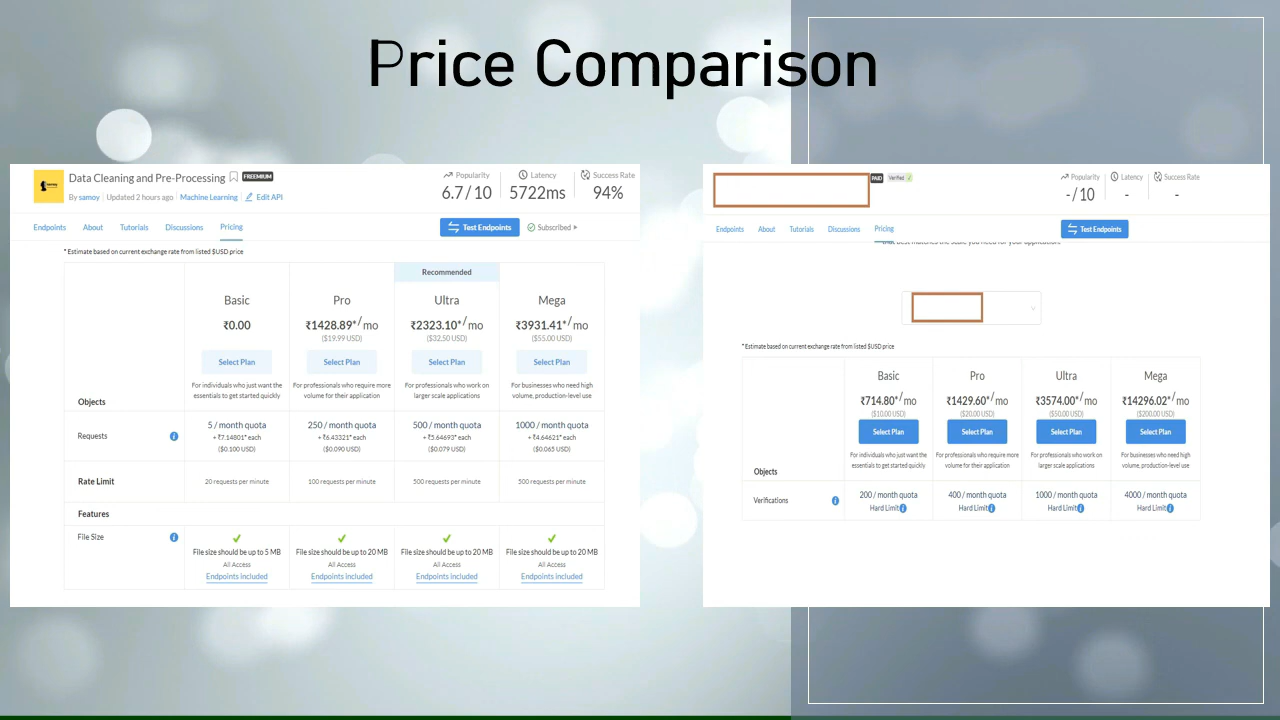 Price Comparison
Data Cleaning and Pre-Processing FREEMIUM
By samoy Updated 2 hours ago Machine Learning Edit API
Popularity Latency Success Rate
6.7 / 10 5722ms 94%
Endpoints About Tutorials Discussions Pricing
Test Endpoints Subscribed
* Estimate based on current exchange rate from listed $USD price
Recommended
Basic Pro Ultra Mega
₹0.00 ₹1428.89*/mo ₹2323.10*/mo ₹3931.41*/mo
($19.99 USD) ($32.50 USD) ($55.00 USD)
Select Plan Select Plan Select Plan Select Plan
For individuals who just want the For professionals who require more For professionals who work on For businesses who need high
essentials to get started quickly volume for their application larger scale applications volume, production-level use
Objects
Requests 5 / month quota 250 / month quota 500 / month quota 1000 / month quota
+ ₹7.14801* each + ₹6.43321* each + ₹5.64693* each + ₹4.64621* each
($0.100 USD) ($0.090 USD) ($0.079 USD) ($0.065 USD)
Rate Limit 20 requests per minute 100 requests per minute 500 requests per minute 500 requests per minute
Features
File Size
File size should be up to 5 MB File size should be up to 20 MB File size should be up to 20 MB File size should be up to 20 MB
All Access All Access All Access All Access
Endpoints included Endpoints included Endpoints included Endpoints included
PAID Verified ✓
Popularity Latency Success Rate
- / 10 - -
Endpoints About Tutorials Discussions Pricing
Test Endpoints
that best matches the scale you need for your application.
* Estimate based on current exchange rate from listed $USD price
Basic Pro Ultra Mega
₹714.80*/mo ₹1429.60*/mo ₹3574.00*/mo ₹14296.02*/mo
($10.00 USD) ($20.00 USD) ($50.00 USD) ($200.00 USD)
Select Plan Select Plan Select Plan Select Plan
For individuals who just want the For professionals who require more For professionals who work on For businesses who need high
essentials to get started quickly volume for their application larger scale applications volume, production-level use
Objects
Verifications 200 / month quota 400 / month quota 1000 / month quota 4000 / month quota
Hard Limit Hard Limit Hard Limit Hard Limit